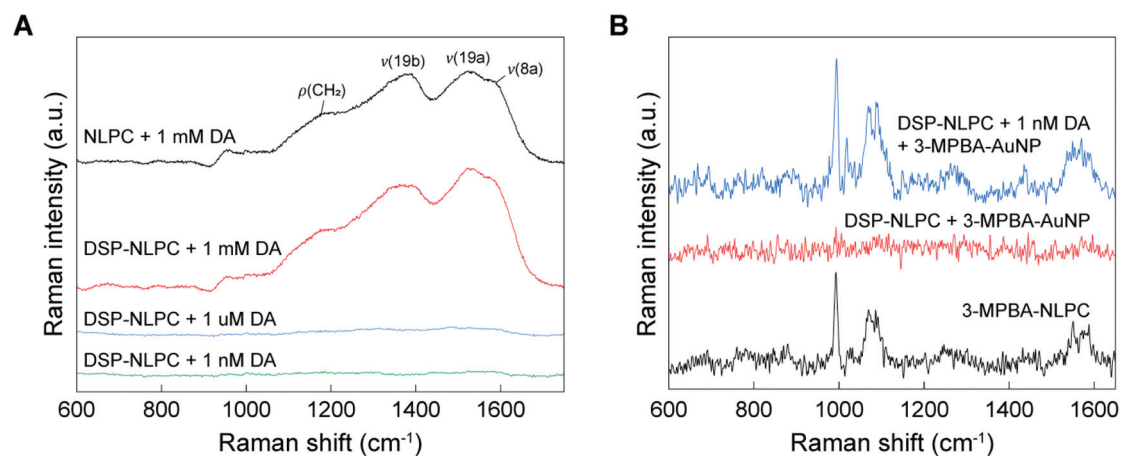 A
ρ(CH₂)
ν(19b)
ν(19a)
ν(8a)
NLPC + 1 mM DA
DSP-NLPC + 1 mM DA
DSP-NLPC + 1 uM DA
DSP-NLPC + 1 nM DA
Raman intensity (a.u.)
600 800 1000 1200 1400 1600
Raman shift (cm⁻¹)
B
DSP-NLPC + 1 nM DA
+ 3-MPBA-AuNP
DSP-NLPC + 3-MPBA-AuNP
3-MPBA-NLPC
Raman intensity (a.u.)
600 800 1000 1200 1400 1600
Raman shift (cm⁻¹)